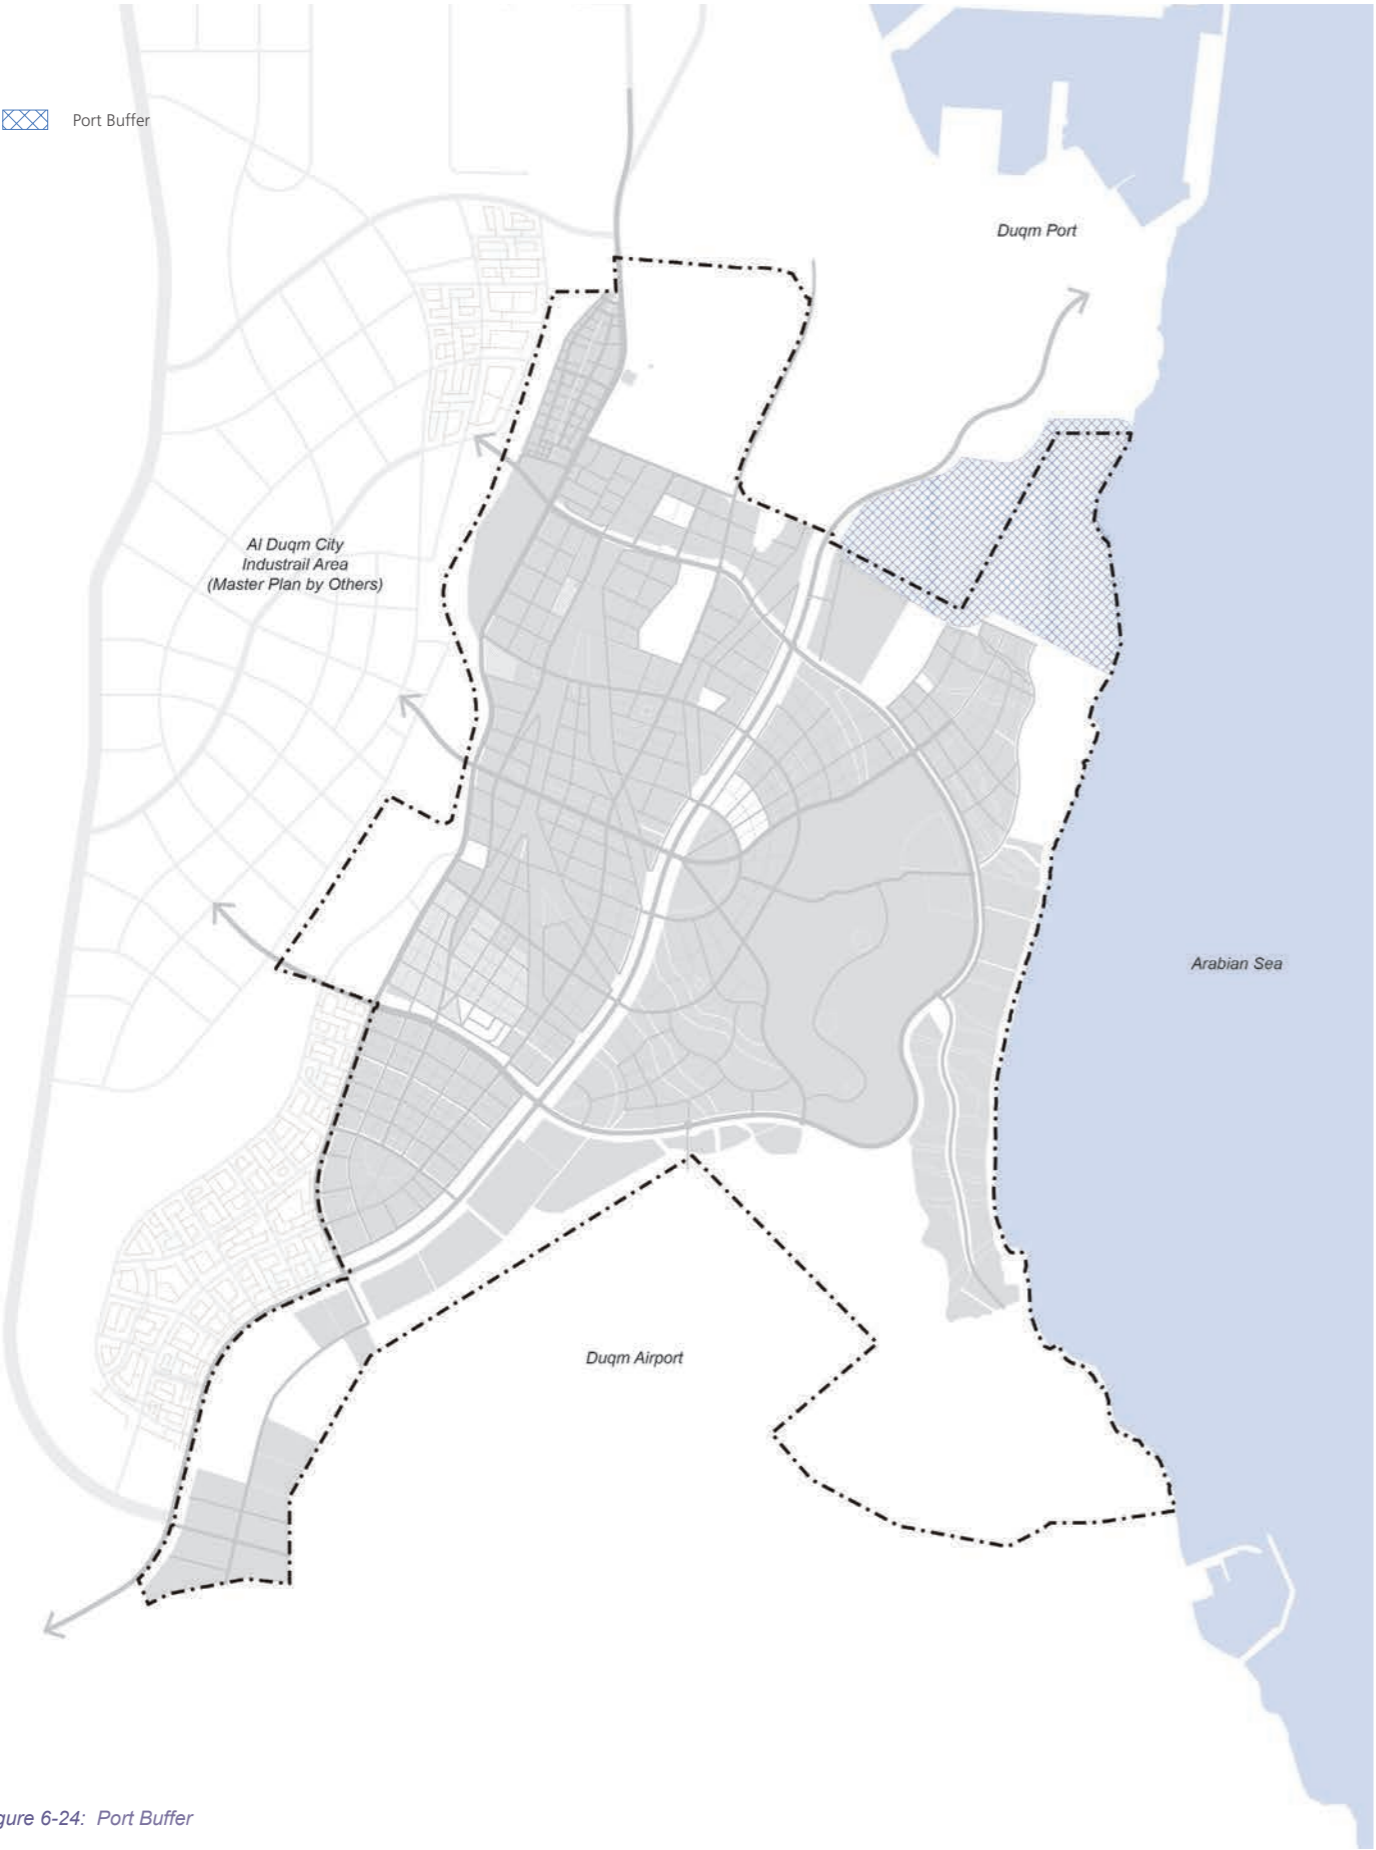 Port Buffer
Duqm Port
Al Duqm City
Industrail Area
(Master Plan by Others)
Arabian Sea
Duqm Airport
gure 6-24: Port Buffer